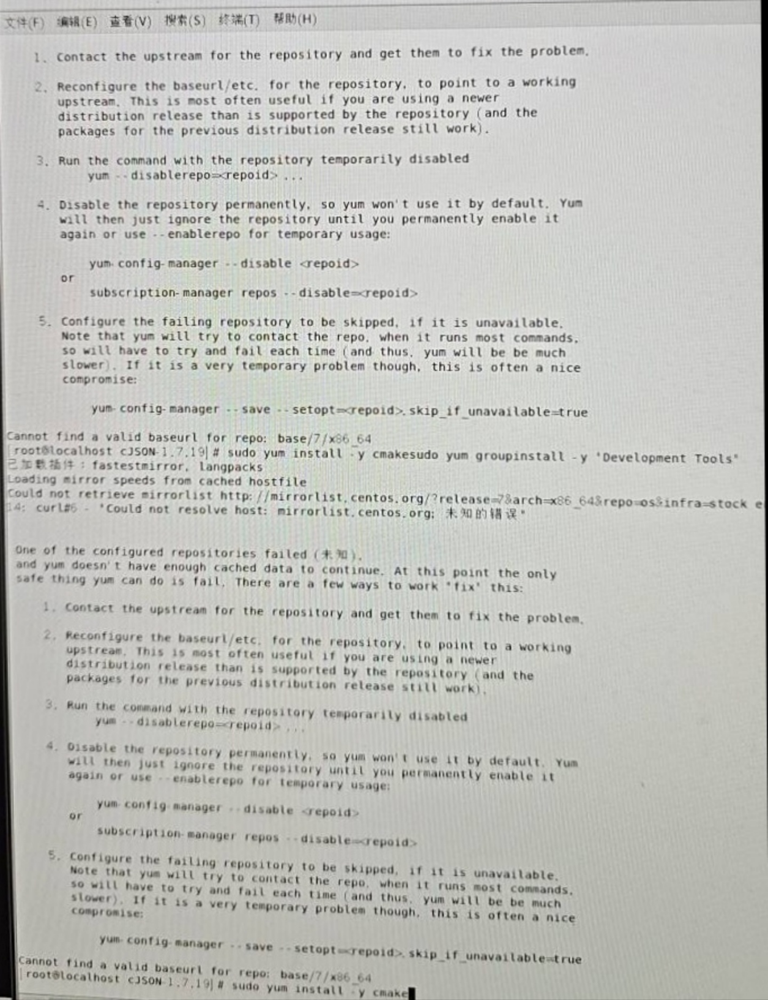 文件(F) 编辑(E) 查看(V) 搜索(S) 终端(T) 帮助(H)
1. Contact the upstream for the repository and get them to fix the problem.
2. Reconfigure the baseurl/etc. for the repository, to point to a working
upstream. This is most often useful if you are using a newer
distribution release than is supported by the repository (and the
packages for the previous distribution release still work).
3. Run the command with the repository temporarily disabled
yum --disablerepo=<repoid> ...
4. Disable the repository permanently, so yum won't use it by default. Yum
will then just ignore the repository until you permanently enable it
again or use --enablerepo for temporary usage:
yum-config-manager --disable <repoid>
or
subscription-manager repos --disable=<repoid>
5. Configure the failing repository to be skipped, if it is unavailable.
Note that yum will try to contact the repo. when it runs most commands,
so will have to try and fail each time (and thus. yum will be be much
slower). If it is a very temporary problem though, this is often a nice
compromise:
yum-config-manager --save --setopt=<repoid>.skip_if_unavailable=true
Cannot find a valid baseurl for repo: base/7/x86_64
[root@localhost cJSON-1.7.19]# sudo yum install -y cmakesudo yum groupinstall -y "Development Tools"
已加载插件：fastestmirror, langpacks
Loading mirror speeds from cached hostfile
Could not retrieve mirrorlist http://mirrorlist.centos.org/?release=7&arch=x86_64&repo=os&infra=stock e
14: curl#6 - "Could not resolve host: mirrorlist.centos.org; 未知的错误"
One of the configured repositories failed (未知),
and yum doesn't have enough cached data to continue. At this point the only
safe thing yum can do is fail. There are a few ways to work "fix" this:
1. Contact the upstream for the repository and get them to fix the problem.
2. Reconfigure the baseurl/etc. for the repository, to point to a working
upstream. This is most often useful if you are using a newer
distribution release than is supported by the repository (and the
packages for the previous distribution release still work).
3. Run the command with the repository temporarily disabled
yum --disablerepo=<repoid> ...
4. Disable the repository permanently, so yum won't use it by default. Yum
will then just ignore the repository until you permanently enable it
again or use --enablerepo for temporary usage:
yum-config-manager --disable <repoid>
or
subscription-manager repos --disable=<repoid>
5. Configure the failing repository to be skipped, if it is unavailable.
Note that yum will try to contact the repo. when it runs most commands,
so will have to try and fail each time (and thus. yum will be be much
slower). If it is a very temporary problem though, this is often a nice
compromise:
yum-config-manager --save --setopt=<repoid>.skip_if_unavailable=true
Cannot find a valid baseurl for repo: base/7/x86_64
[root@localhost cJSON-1.7.19]# sudo yum install -y cmake